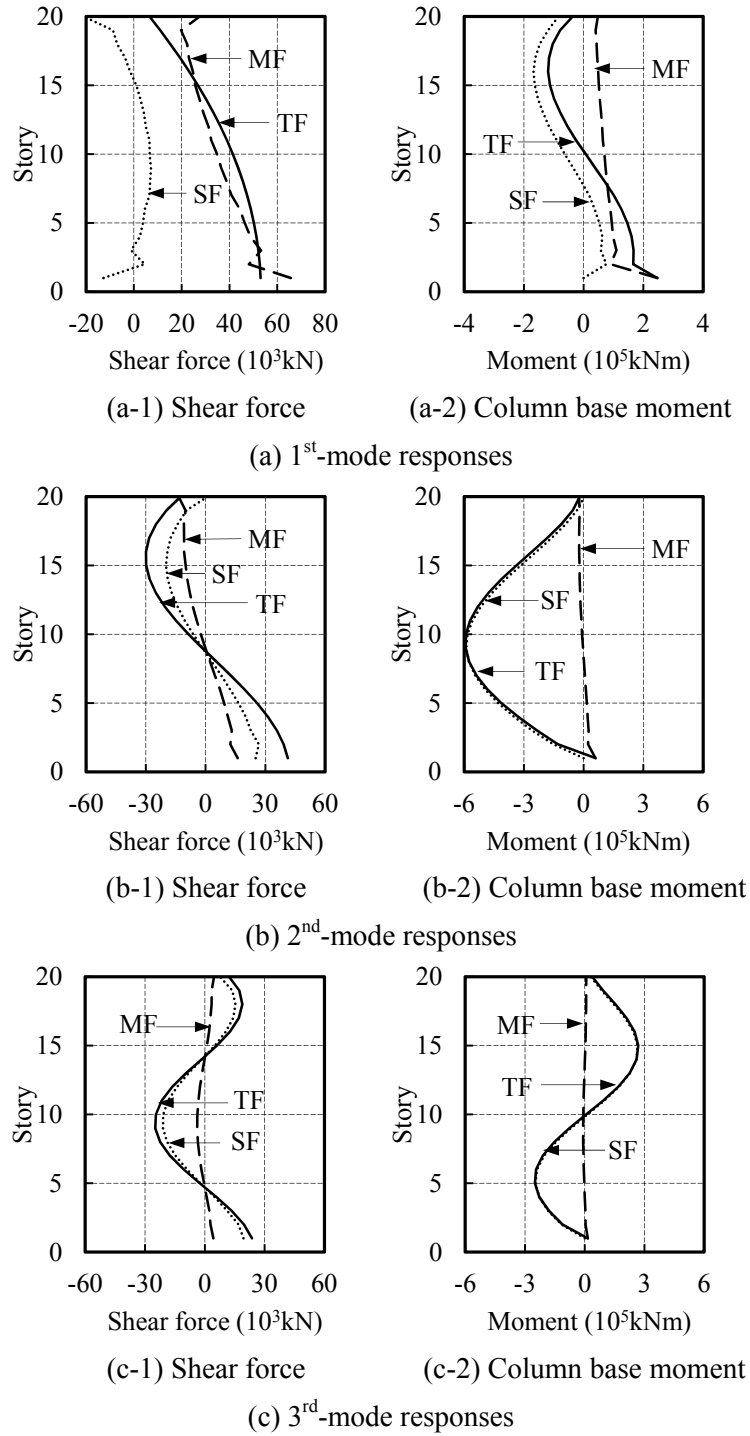 20
15
10
5
0
Story
MF
TF
SF
-20 0 20 40 60 80
Shear force (10³kN)
(a-1) Shear force
20
15
10
5
0
Story
MF
TF
SF
-4 -2 0 2 4
Moment (10⁵kNm)
(a-2) Column base moment
(a) 1ˢᵗ-mode responses
20
15
10
5
0
Story
MF
SF
TF
-60 -30 0 30 60
Shear force (10³kN)
(b-1) Shear force
20
15
10
5
0
Story
MF
SF
TF
-6 -3 0 3 6
Moment (10⁵kNm)
(b-2) Column base moment
(b) 2ⁿᵈ-mode responses
20
15
10
5
0
Story
MF
TF
SF
-60 -30 0 30 60
Shear force (10³kN)
(c-1) Shear force
20
15
10
5
0
Story
MF
TF
SF
-6 -3 0 3 6
Moment (10⁵kNm)
(c-2) Column base moment
(c) 3ʳᵈ-mode responses